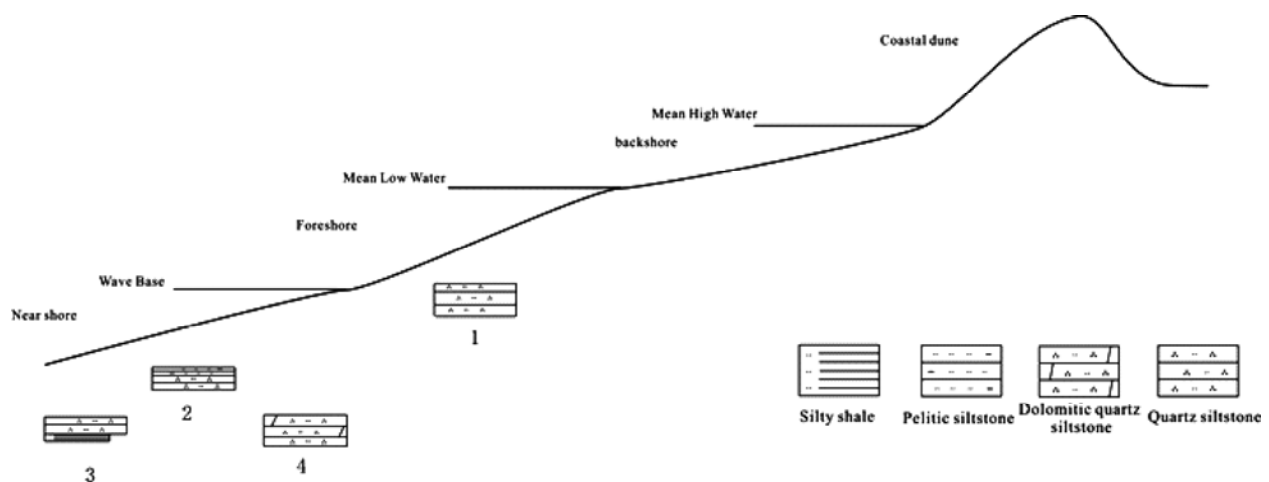 Coastal dune
Mean High Water
backshore
Mean Low Water
Foreshore
Wave Base
Near shore
1
2
3
4
Silty shale
Pelitic siltstone
Dolomitic quartz
siltstone
Quartz siltstone